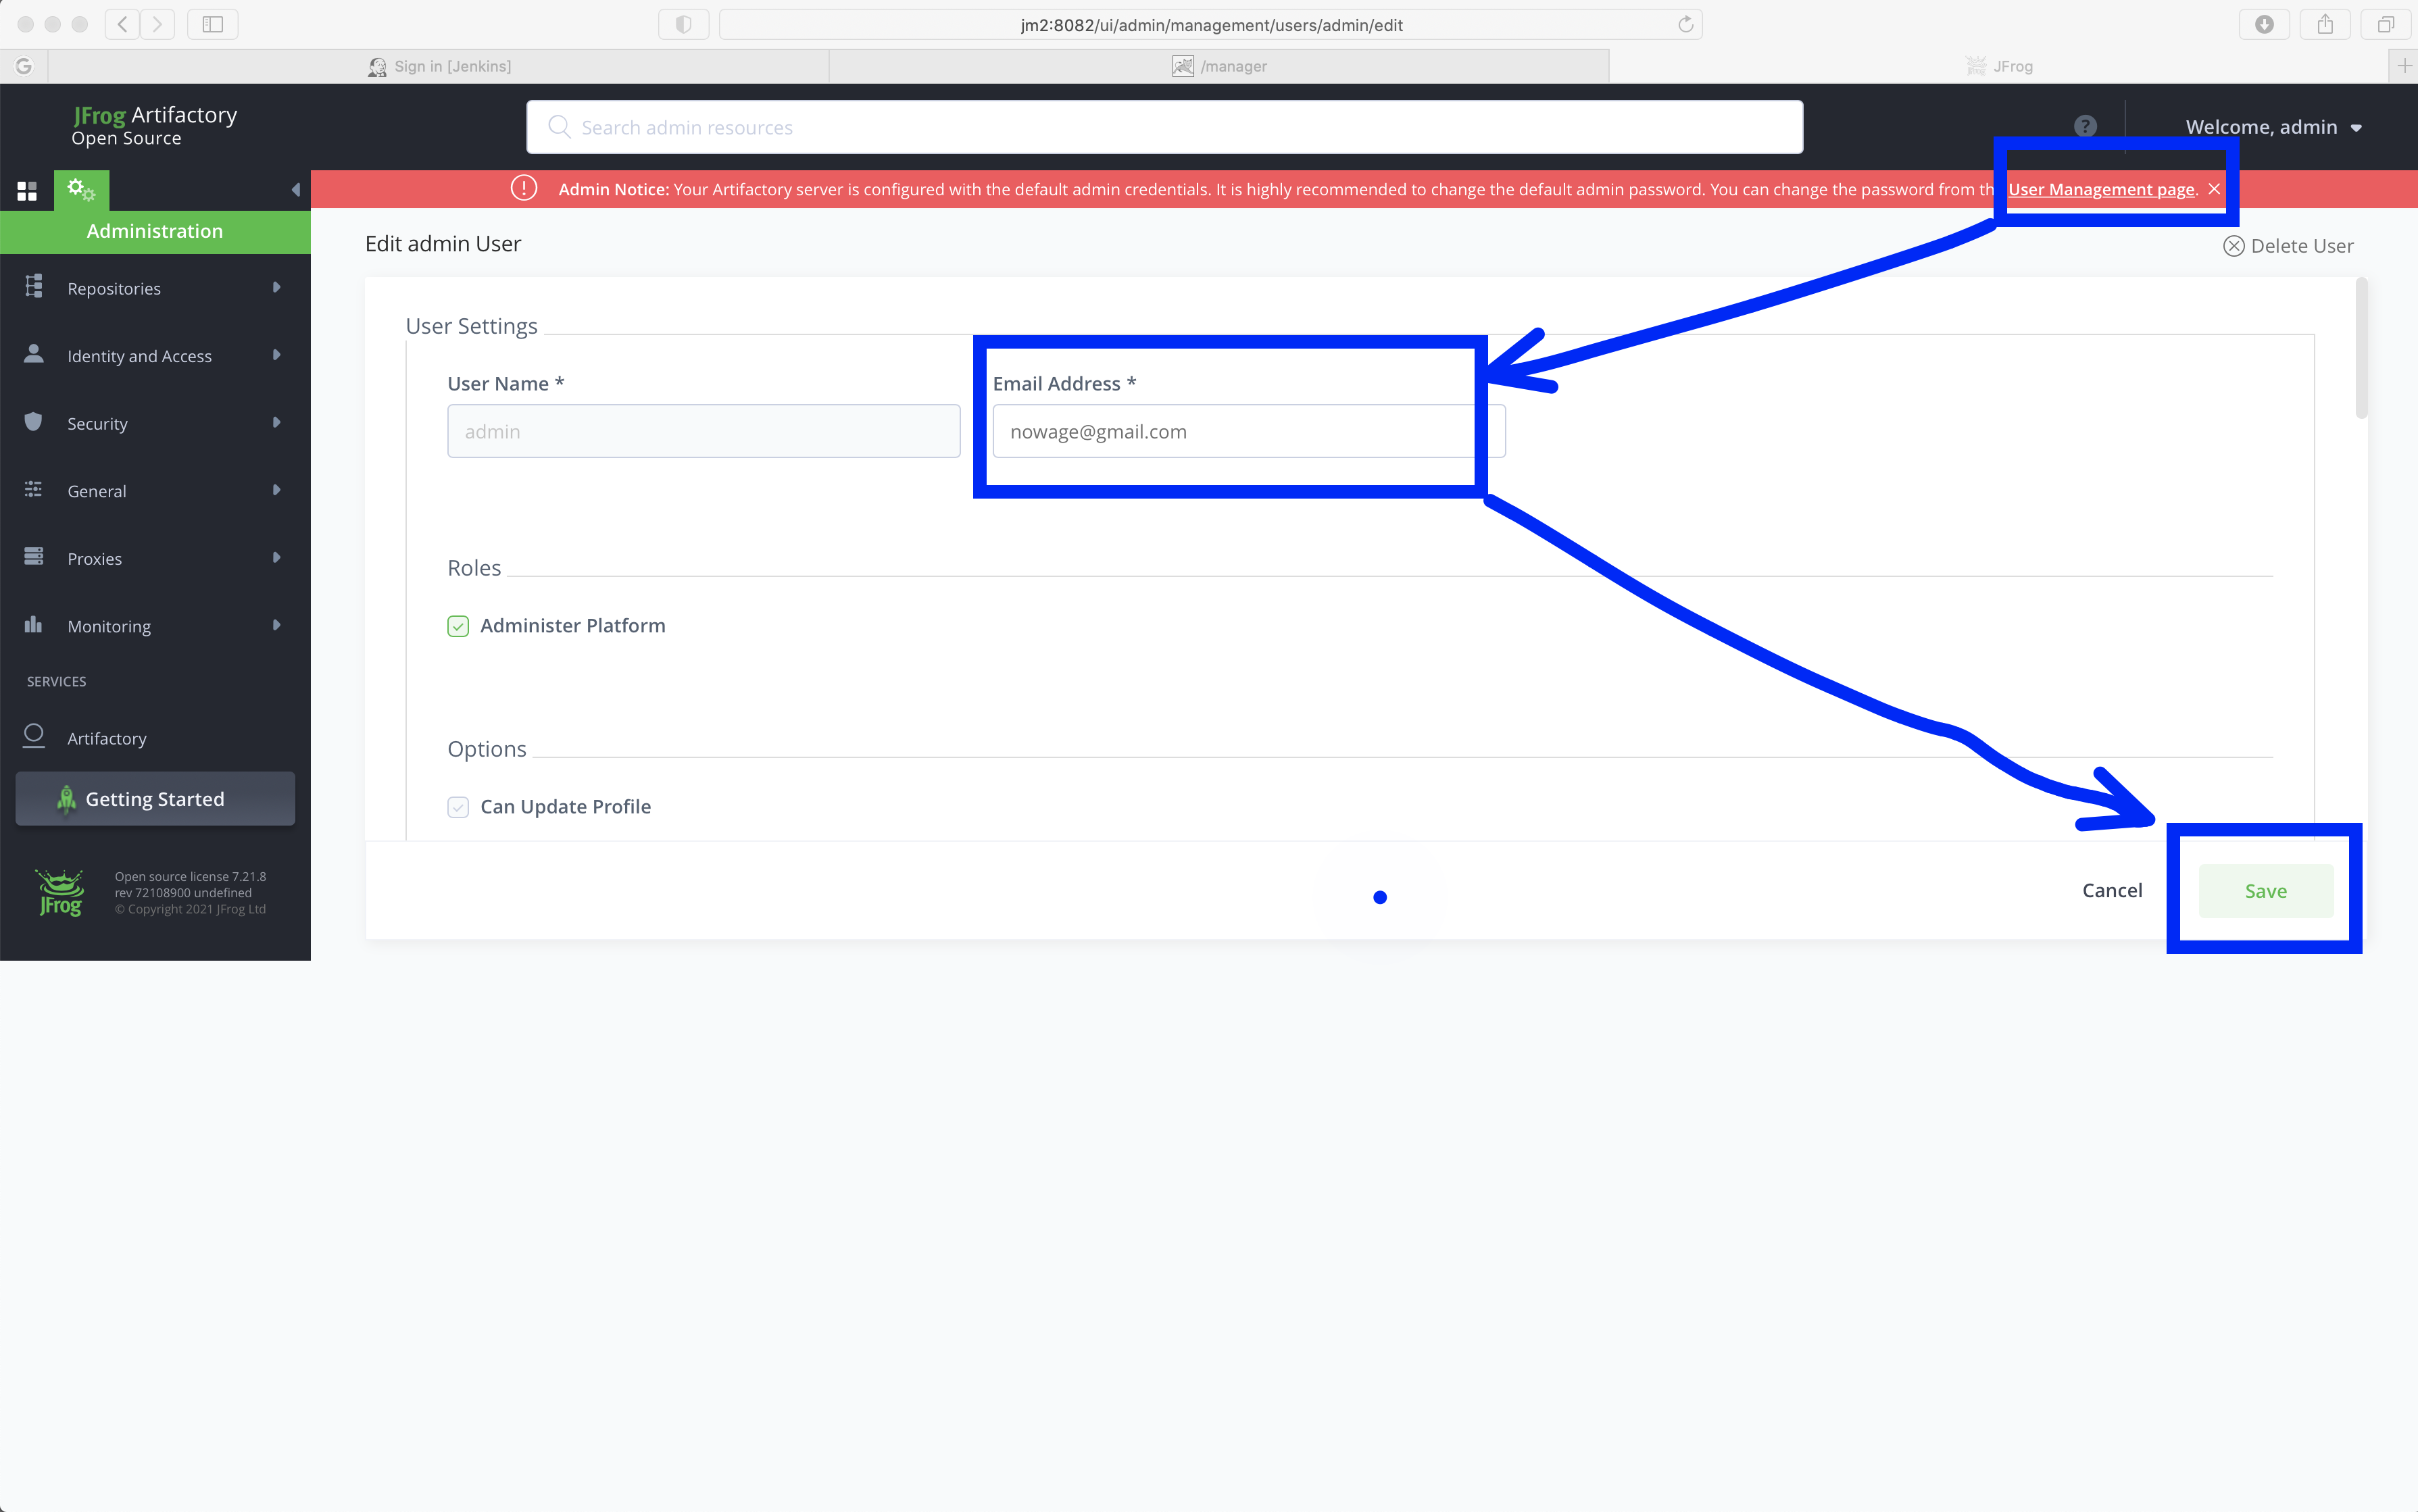 jm2:8082/ui/admin/management/users/admin/edit
G
Sign in [Jenkins]
/manager
JFrog
JFrog Artifactory
Open Source
Search admin resources
?
Welcome, admin
Admin Notice: Your Artifactory server is configured with the default admin credentials. It is highly recommended to change the default admin password. You can change the password from th User Management page.
Administration
Edit admin User
Delete User
Repositories
Identity and Access
Security
General
Proxies
Monitoring
SERVICES
Artifactory
Getting Started
JFrog
Open source license 7.21.8
rev 72108900 undefined
© Copyright 2021 JFrog Ltd
User Settings
User Name *
Email Address *
admin
nowage@gmail.com
Roles
Administer Platform
Options
Can Update Profile
Cancel
Save